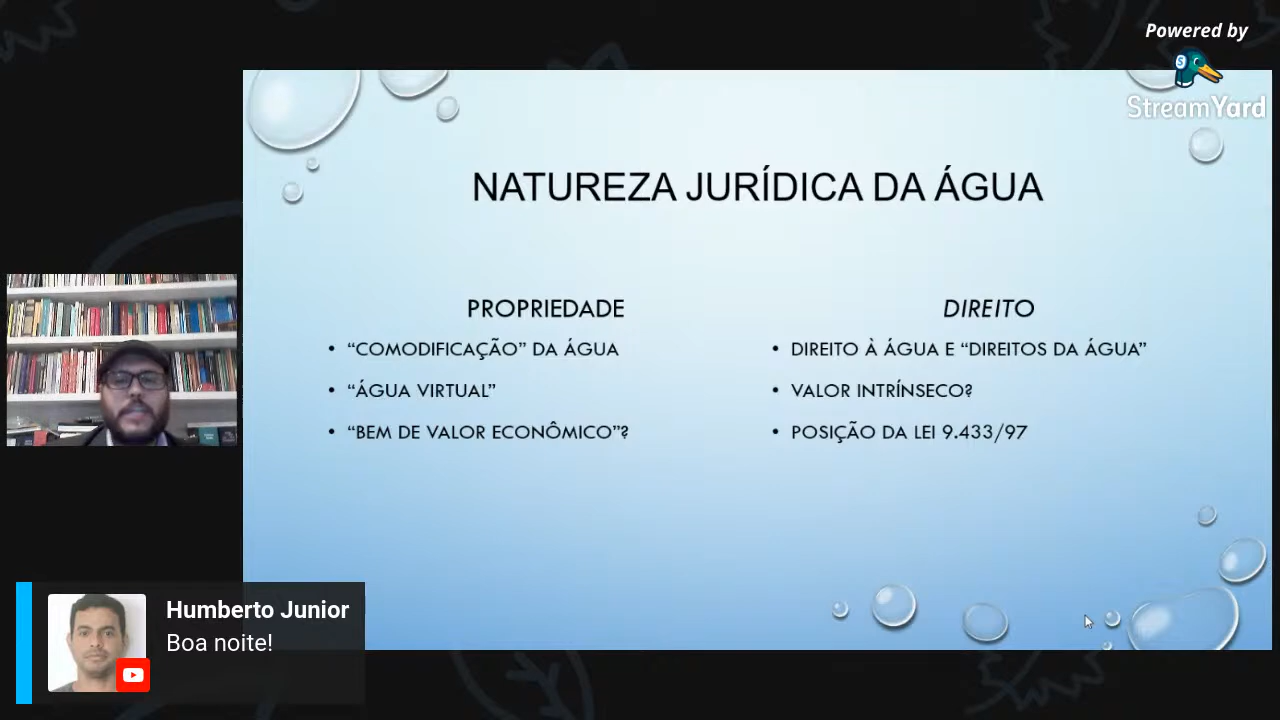 Powered by
StreamYard
NATUREZA JURÍDICA DA ÁGUA
PROPRIEDADE
• “COMODIFICAÇÃO” DA ÁGUA
• “ÁGUA VIRTUAL”
• “BEM DE VALOR ECONÔMICO”?
DIREITO
• DIREITO À ÁGUA E “DIREITOS DA ÁGUA”
• VALOR INTRÍNSECO?
• POSIÇÃO DA LEI 9.433/97
Humberto Junior
Boa noite!